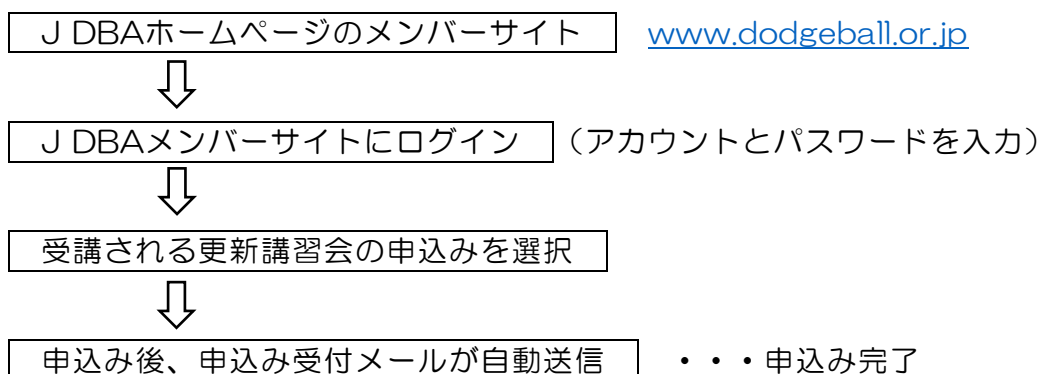 J DBAホームページのメンバーサイト www.dodgeball.or.jp
J DBAメンバーサイトにログイン （アカウントとパスワードを入力）
受講される更新講習会の申込みを選択
申込み後、申込み受付メールが自動送信 ・・・申込み完了